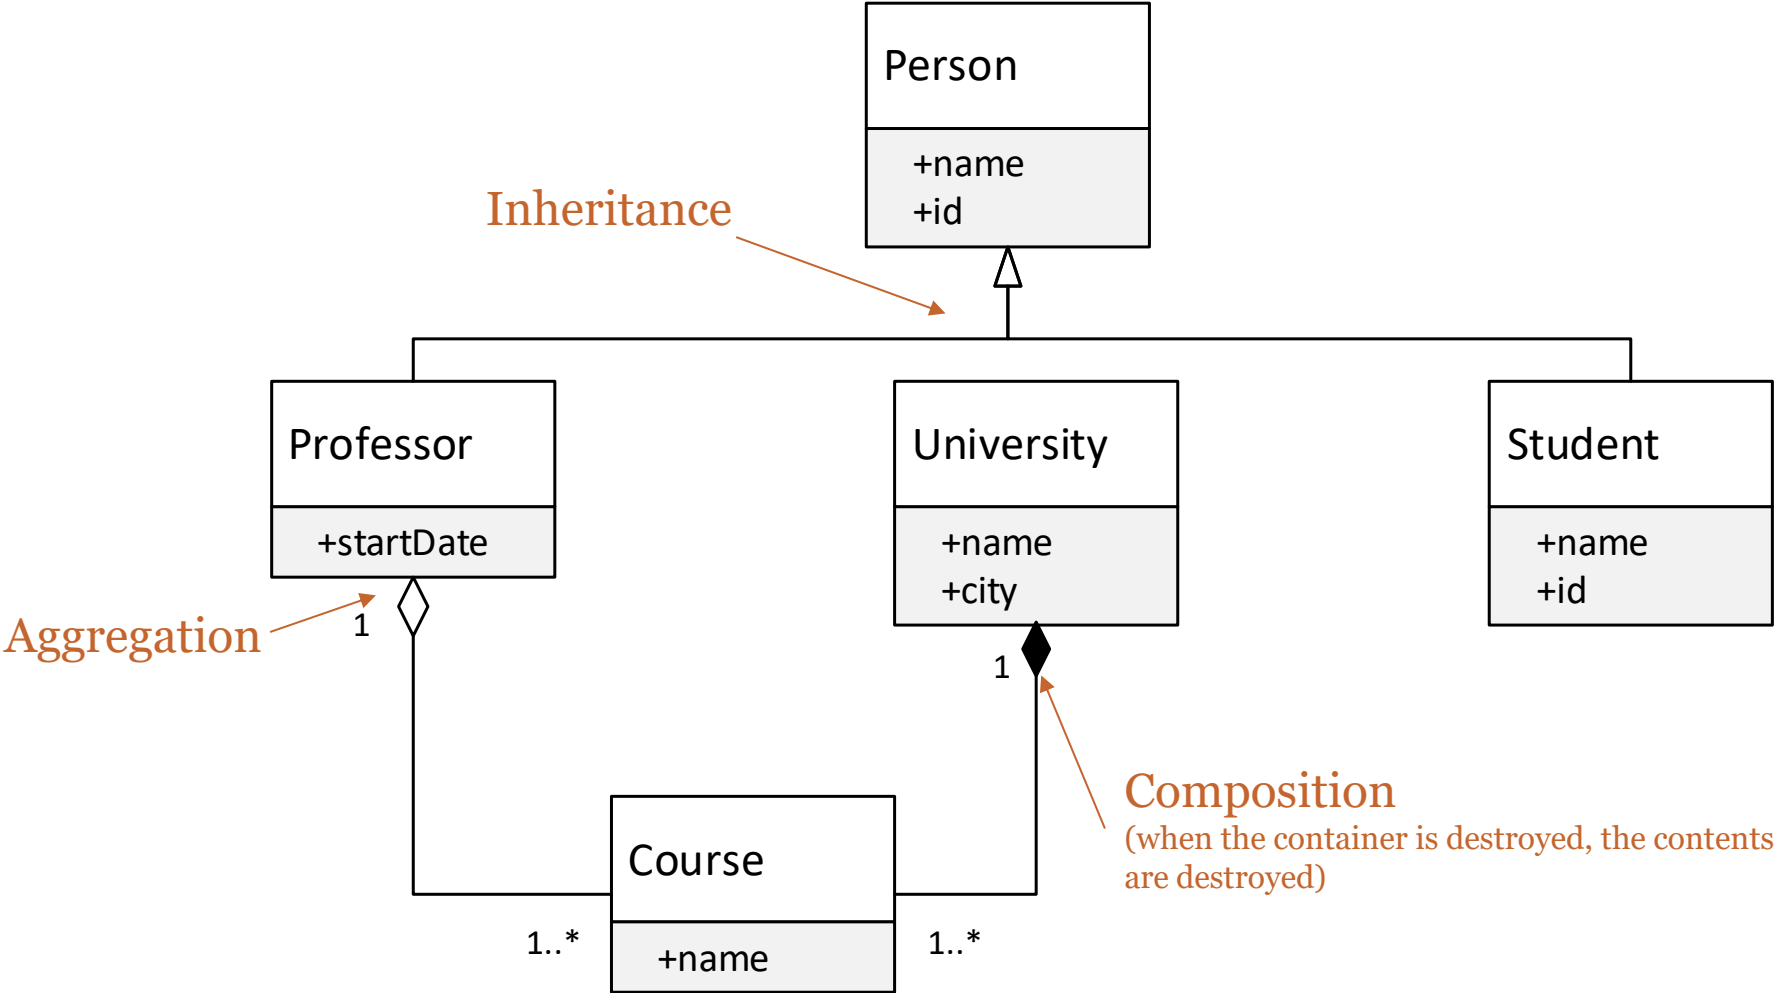 Person
+name
+id
Inheritance
Professor
+startDate
University
+name
+city
Student
+name
+id
Aggregation
1
1
Composition
(when the container is destroyed, the contents
are destroyed)
Course
+name
1..*
1..*